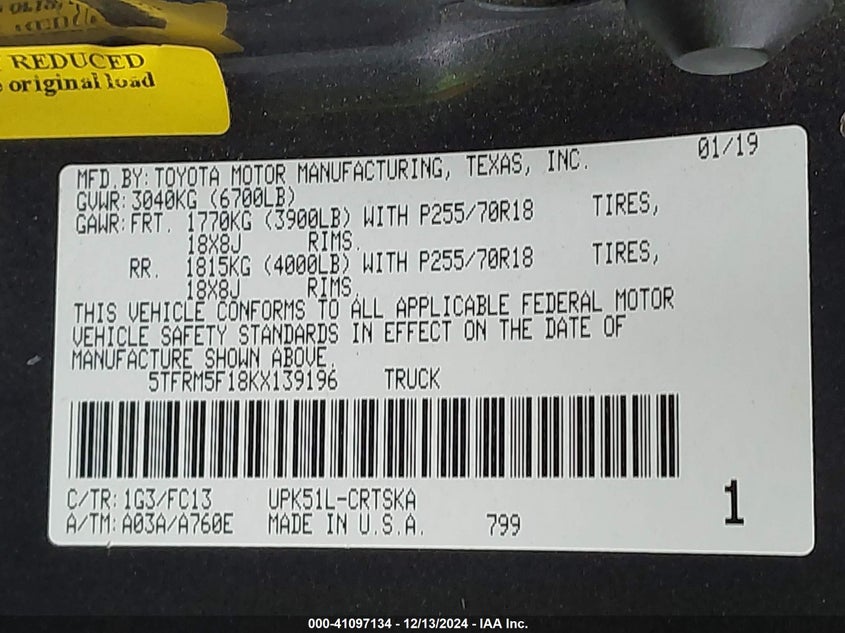 REDUCED
original load
MFD.BY:TOYOTA MOTOR MANUFACTURING, TEXAS, INC. 01/19
GVWR:3040KG (6700LB)
GAWR:FRT. 1770KG (3900LB) WITH P255/70R18 TIRES,
18X8J RIMS.
RR. 1815KG (4000LB) WITH P255/70R18 TIRES,
18X8J RIMS.
THIS VEHICLE CONFORMS TO ALL APPLICABLE FEDERAL MOTOR
VEHICLE SAFETY STANDARDS IN EFFECT ON THE DATE OF
MANUFACTURE SHOWN ABOVE.
5TFRM5F18KX139196 TRUCK
C/TR:1G3/FC13 UPK51L-CRTSKA
A/TM:A03A/A760E MADE IN U.S.A. 799 1
000-41097134 - 12/13/2024 - IAA Inc.